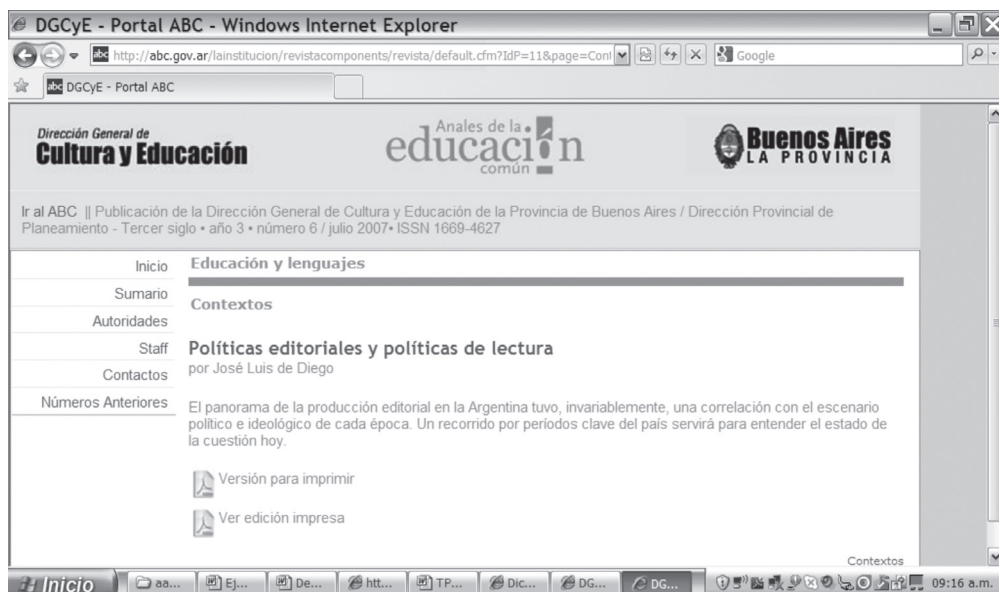 DGCyE - Portal ABC - Windows Internet Explorer
http://abc.gov.ar/lainstitucion/revistacomponents/revista/default.cfm?IdP=11&page=Cont
Google
DGCyE - Portal ABC
Dirección General de
Cultura y Educación
Anales de la
educación
común
Buenos Aires
LA PROVINCIA
Ir al ABC || Publicación de la Dirección General de Cultura y Educación de la Provincia de Buenos Aires / Dirección Provincial de
Planeamiento - Tercer siglo • año 3 • número 6 / julio 2007• ISSN 1669-4627
Inicio
Sumario
Autoridades
Staff
Contactos
Números Anteriores
Educación y lenguajes
Contextos
Políticas editoriales y políticas de lectura
por José Luis de Diego
El panorama de la producción editorial en la Argentina tuvo, invariablemente, una correlación con el escenario
político e ideológico de cada época. Un recorrido por períodos clave del país servirá para entender el estado de
la cuestión hoy.
Versión para imprimir
Ver edición impresa
Contextos
Inicio
aa...
Ej...
De...
htt...
TP...
Dic...
DG...
DG...
09:16 a.m.